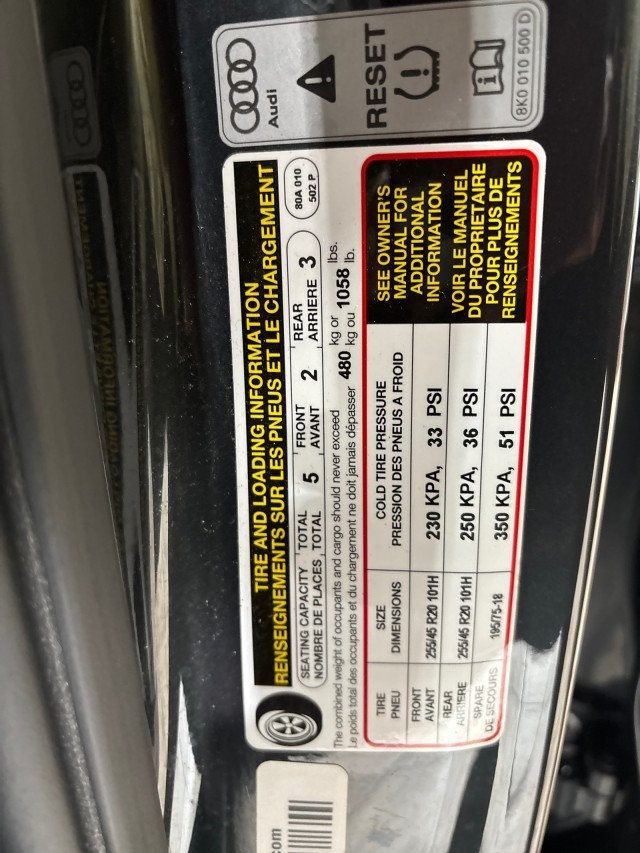 Audi
RESET
8K0 010 500 D
TIRE AND LOADING INFORMATION
RENSEIGNEMENTS SUR LES PNEUS ET LE CHARGEMENT
80A 010
502 P
SEATING CAPACITY TOTAL FRONT REAR
NOMBRE DE PLACES TOTAL 5 AVANT 2 ARRIERE 3
The combined weight of occupants and cargo should never exceed kg or lbs.
Le poids total des occupants et du chargement ne doit jamais dépasser 480 kg ou 1058 lb.
TIRE SIZE COLD TIRE PRESSURE
PNEU DIMENSIONS PRESSION DES PNEUS A FROID
FRONT
AVANT 255/45 R20 101H 230 KPA, 33 PSI
REAR
ARRIERE 255/45 R20 101H 250 KPA, 36 PSI
SPARE
DE SECOURS 195/75-18 350 KPA, 51 PSI
SEE OWNER'S
MANUAL FOR
ADDITIONAL
INFORMATION
VOIR LE MANUEL
DU PROPRIETAIRE
POUR PLUS DE
RENSEIGNEMENTS
com